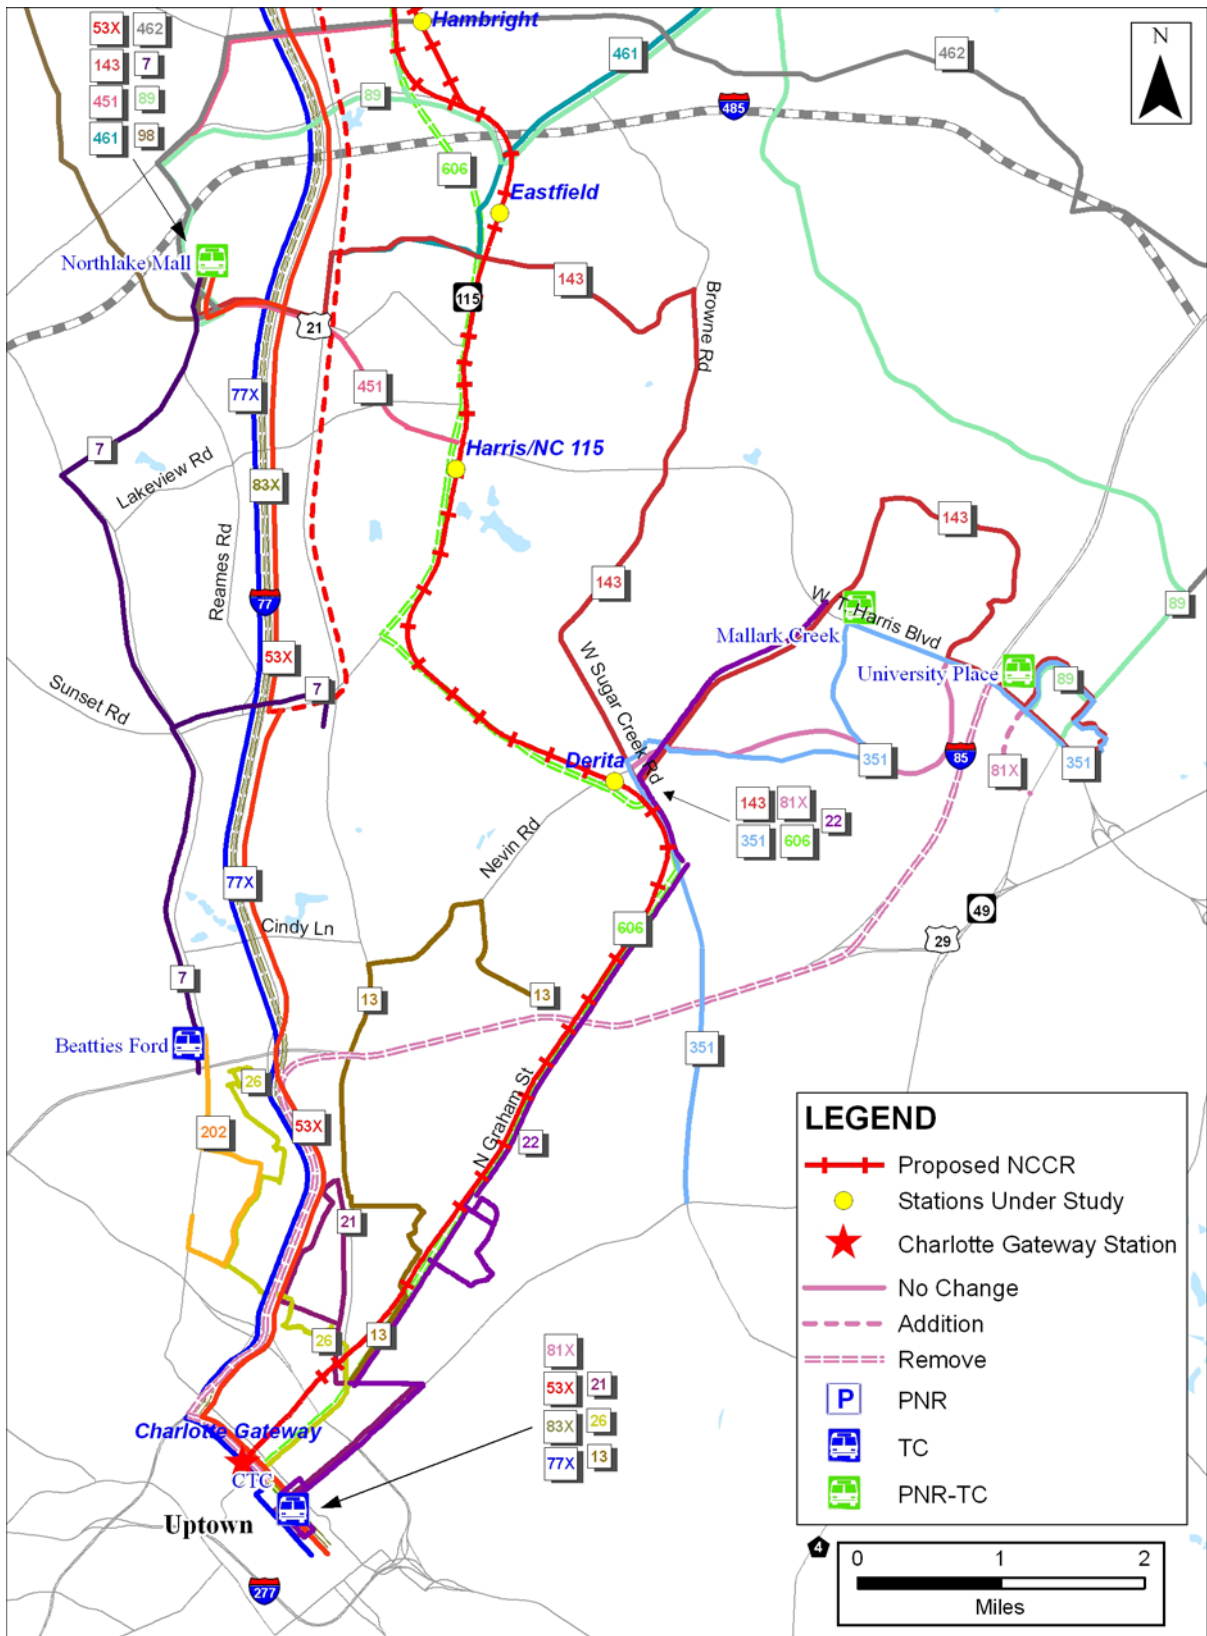 Hambright
53X 462
143 7
451 89
461 98
89
461
462
N
485
606
Eastfield
Northlake Mall
143
115
21
Browne Rd
77X
451
7
Lakeview Rd
Harris/NC 115
83X
Reames Rd
143
143
77
W. T. Harris Blvd
89
Mallark Creek
University Place
53X
7
89
Sunset Rd
W Sugar Creek Rd
Derita
351
85
81X
351
143 81X
22
351 606
Nevin Rd
77X
Cindy Ln
606
49
29
7
13
13
Beatties Ford
351
26
202
53X
N Graham St
22
21
26
13
81X
53X 21
83X 26
77X 13
Charlotte Gateway
CTC
Uptown
277
4
LEGEND
Proposed NCCR
Stations Under Study
Charlotte Gateway Station
No Change
Addition
Remove
P PNR
TC
PNR-TC
0 1 2
Miles